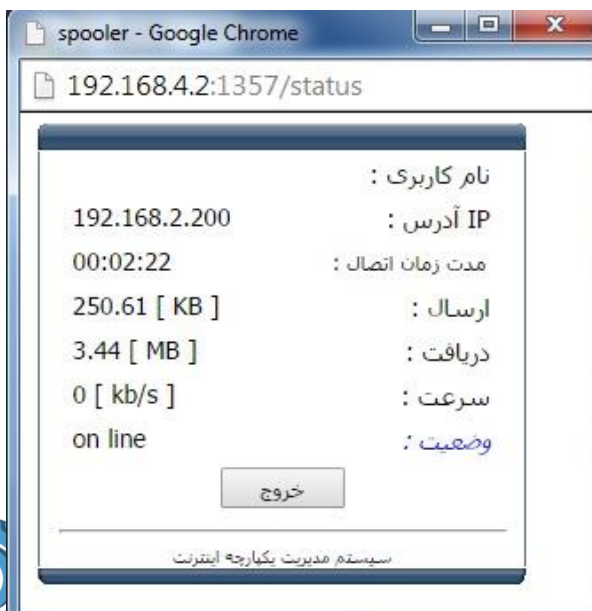 spooler - Google Chrome
192.168.4.2:1357/status
نام کاربری :
IP آدرس : 192.168.2.200
مدت زمان اتصال : 00:02:22
ارسال : 250.61 [ KB ]
دریافت : 3.44 [ MB ]
سرعت : 0 [ kb/s ]
وضعیت : on line
خروج
سیستم مدیریت یکپارچه اینترنت